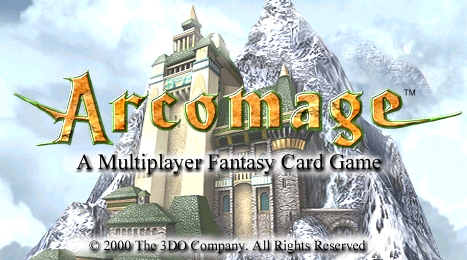 Arcomage™
A Multiplayer Fantasy Card Game
© 2000 The 3DO Company. All Rights Reserved